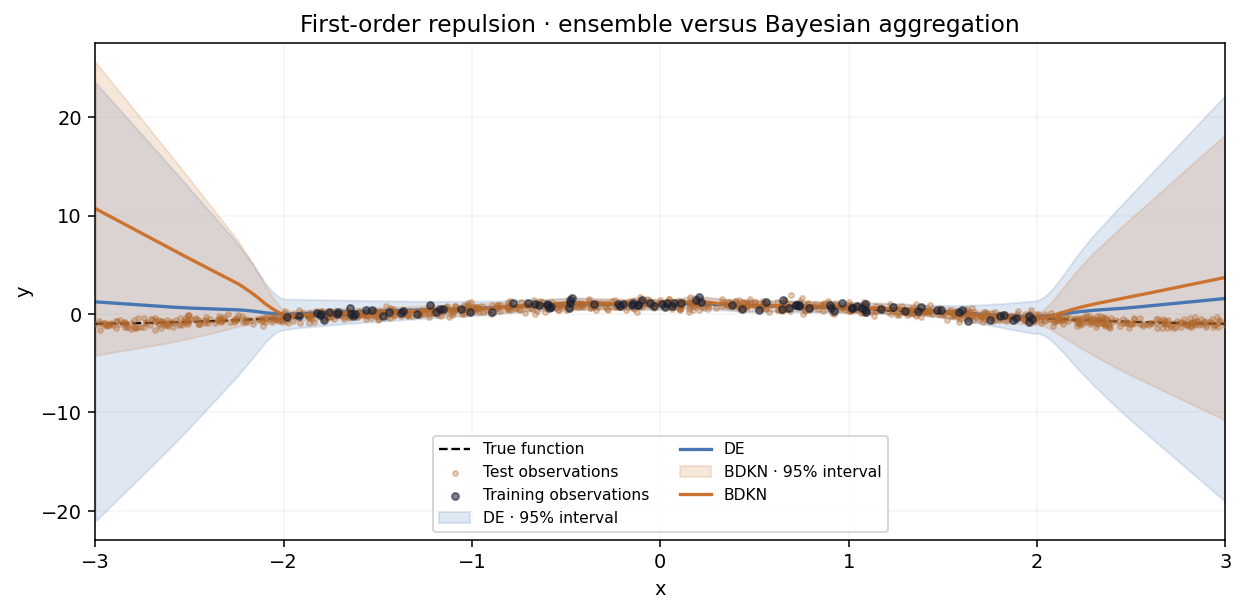 First-order repulsion · ensemble versus Bayesian aggregation
y
20
10
0
−10
−20
True function
Test observations
Training observations
DE · 95% interval
DE
BDKN · 95% interval
BDKN
−3
−2
−1
0
1
2
3
x